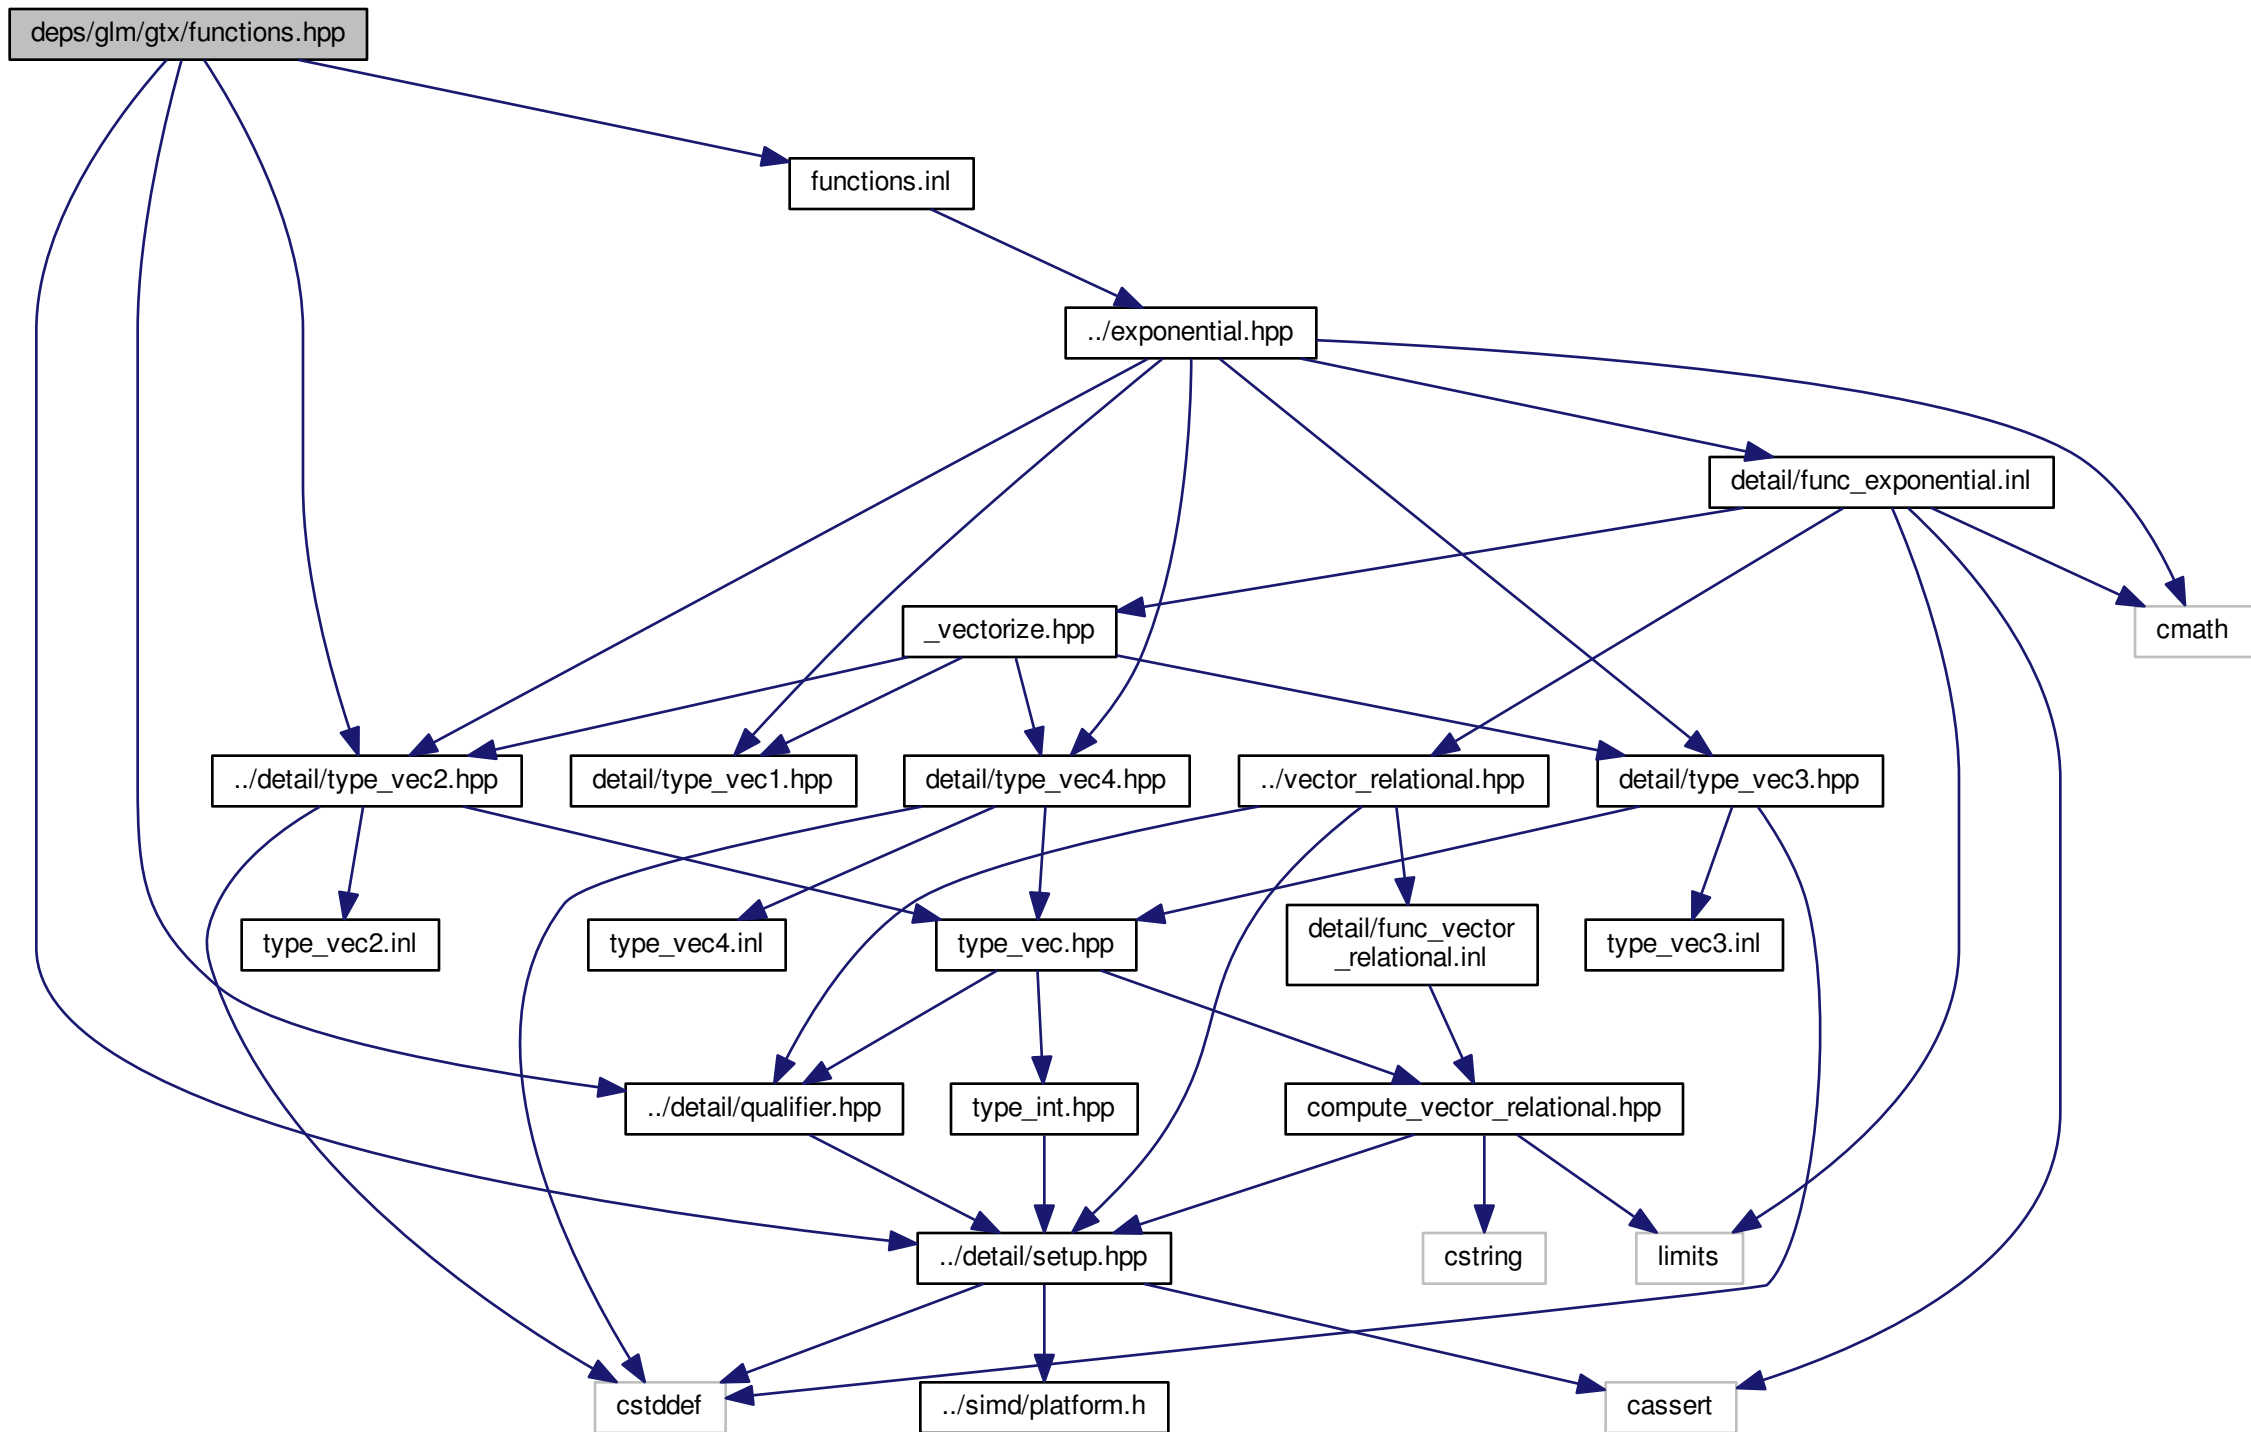 deps/glm/gtx/functions.hpp
functions.inl
../exponential.hpp
detail/func_exponential.inl
_vectorize.hpp
cmath
../detail/type_vec2.hpp
detail/type_vec1.hpp
detail/type_vec4.hpp
../vector_relational.hpp
detail/type_vec3.hpp
type_vec2.inl
type_vec4.inl
type_vec.hpp
detail/func_vector
_relational.inl
type_vec3.inl
../detail/qualifier.hpp
type_int.hpp
compute_vector_relational.hpp
../detail/setup.hpp
cstring
limits
cstddef
../simd/platform.h
cassert